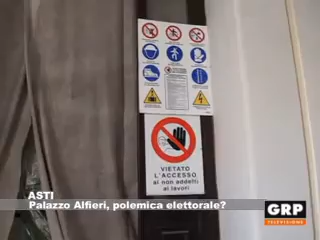 VIETATO
L'ACCESSO
ai non addetti
ai lavori
ASTI
Palazzo Alfieri, polemica elettorale?
GRP
TELEVISIONE